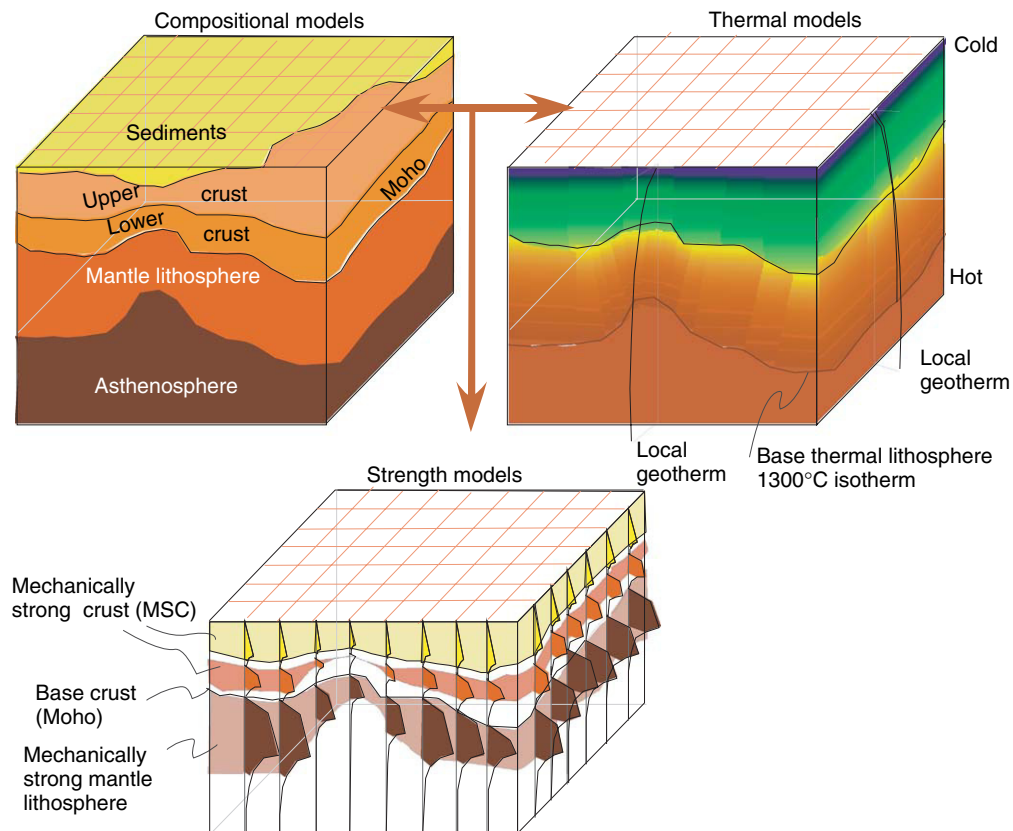 Compositional models
Thermal models
Cold
Sediments
Upper crust
Moho
Lower crust
Mantle lithosphere
Hot
Asthenosphere
Local
geotherm
Local
geotherm
Base thermal lithosphere
1300°C isotherm
Strength models
Mechanically
strong crust (MSC)
Base crust
(Moho)
Mechanically
strong mantle
lithosphere